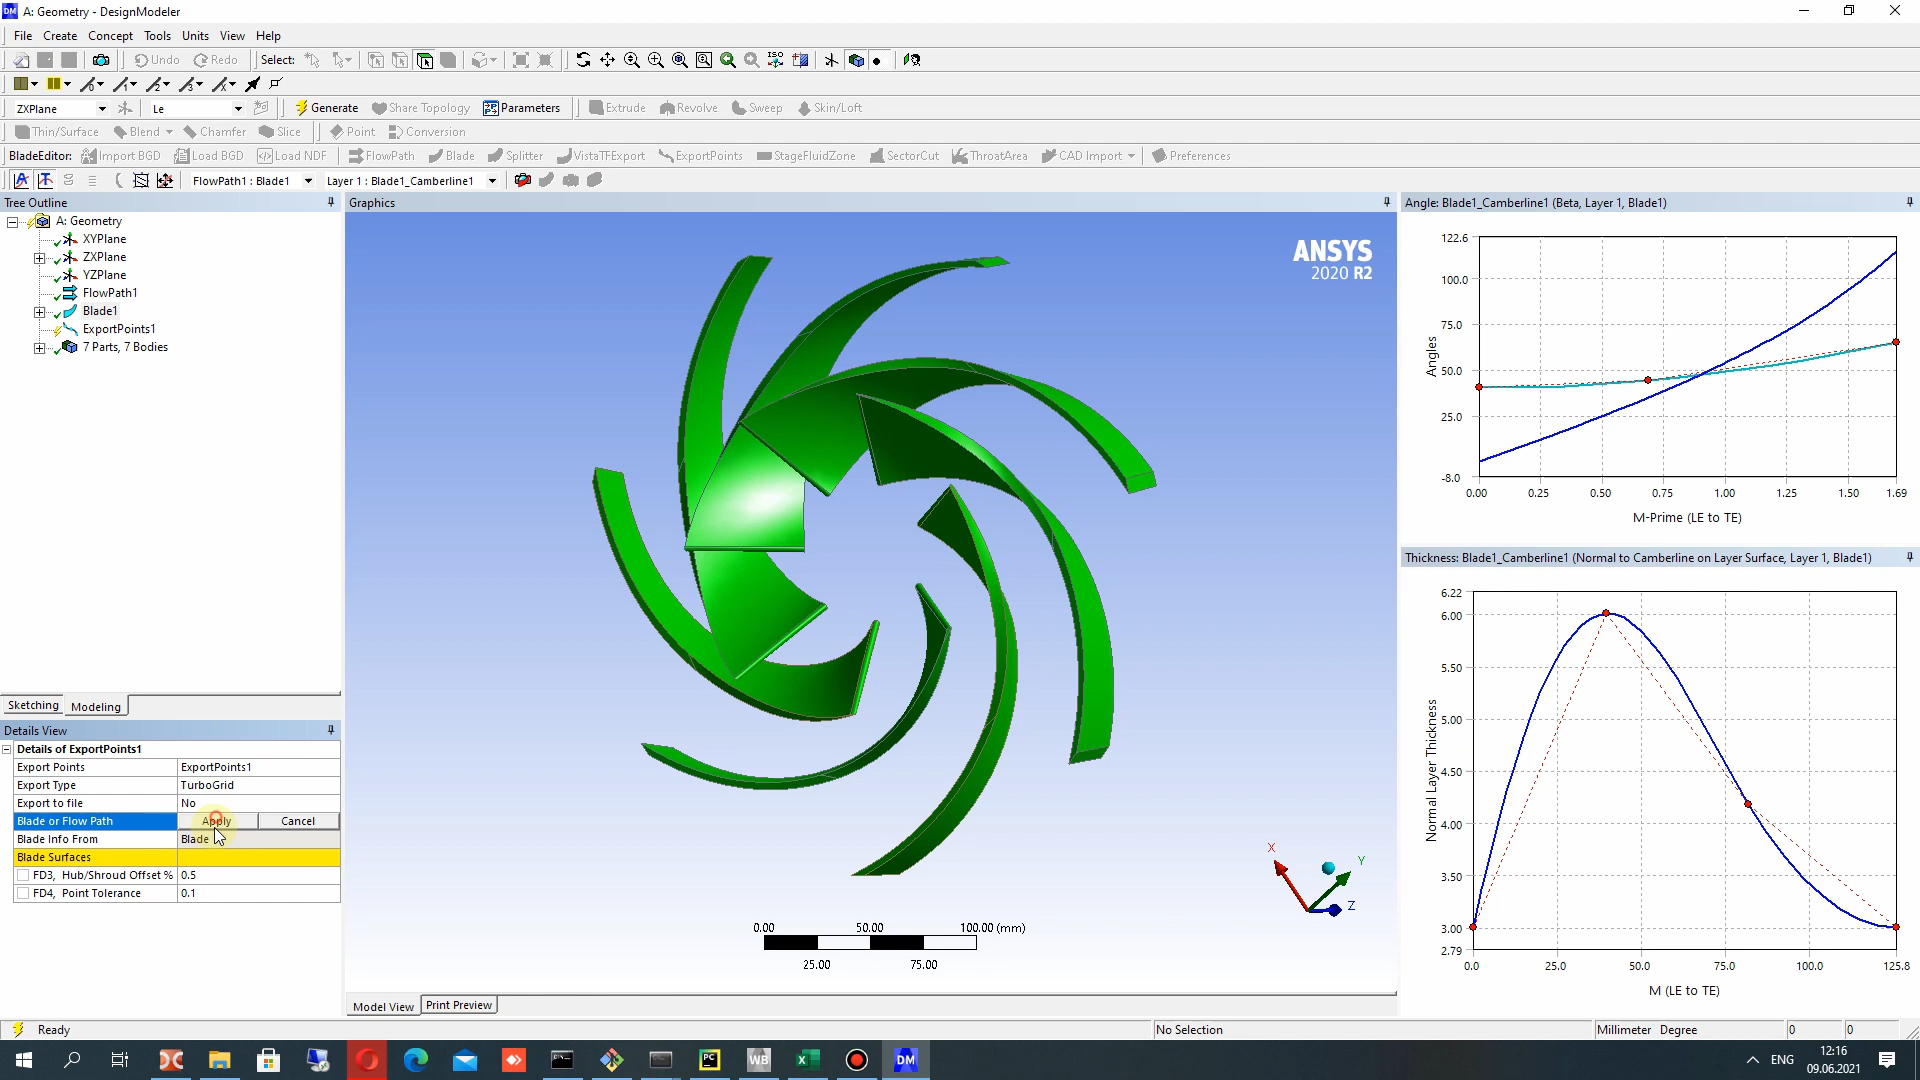 A: Geometry - DesignModeler
File Create Concept Tools Units View Help
Undo Redo Select: ISO
ZXPlane Le Generate Share Topology Parameters Extrude Revolve Sweep Skin/Loft
Thin/Surface Blend Chamfer Slice Point Conversion
BladeEditor: Import BGD Load BGD Load NDF FlowPath Blade Splitter VistaTFExport ExportPoints StageFluidZone SectorCut ThroatArea CAD Import Preferences
FlowPath1 : Blade1 Layer 1 : Blade1_Camberline1
Tree Outline
A: Geometry
XYPlane
ZXPlane
YZPlane
FlowPath1
Blade1
ExportPoints1
7 Parts, 7 Bodies
Sketching Modeling
Details View
Details of ExportPoints1
Export Points ExportPoints1
Export Type TurboGrid
Export to file No
Blade or Flow Path Apply Cancel
Blade Info From Blade
Blade Surfaces
FD3, Hub/Shroud Offset % 0.5
FD4, Point Tolerance 0.1
Graphics
ANSYS
2020 R2
X
Y
Z
0.00 50.00 100.00 (mm)
25.00 75.00
Model View Print Preview
Angle: Blade1_Camberline1 (Beta, Layer 1, Blade1)
122.6
100.0
75.0
50.0
25.0
-8.0
Angles
0.00 0.25 0.50 0.75 1.00 1.25 1.50 1.69
M-Prime (LE to TE)
Thickness: Blade1_Camberline1 (Normal to Camberline on Layer Surface, Layer 1, Blade1)
6.22
6.00
5.50
5.00
4.50
4.00
3.50
3.00
2.79
Normal Layer Thickness
0.0 25.0 50.0 75.0 100.0 125.8
M (LE to TE)
Ready No Selection Millimeter Degree 0 0
PC WB DM ENG 12:16
09.06.2021